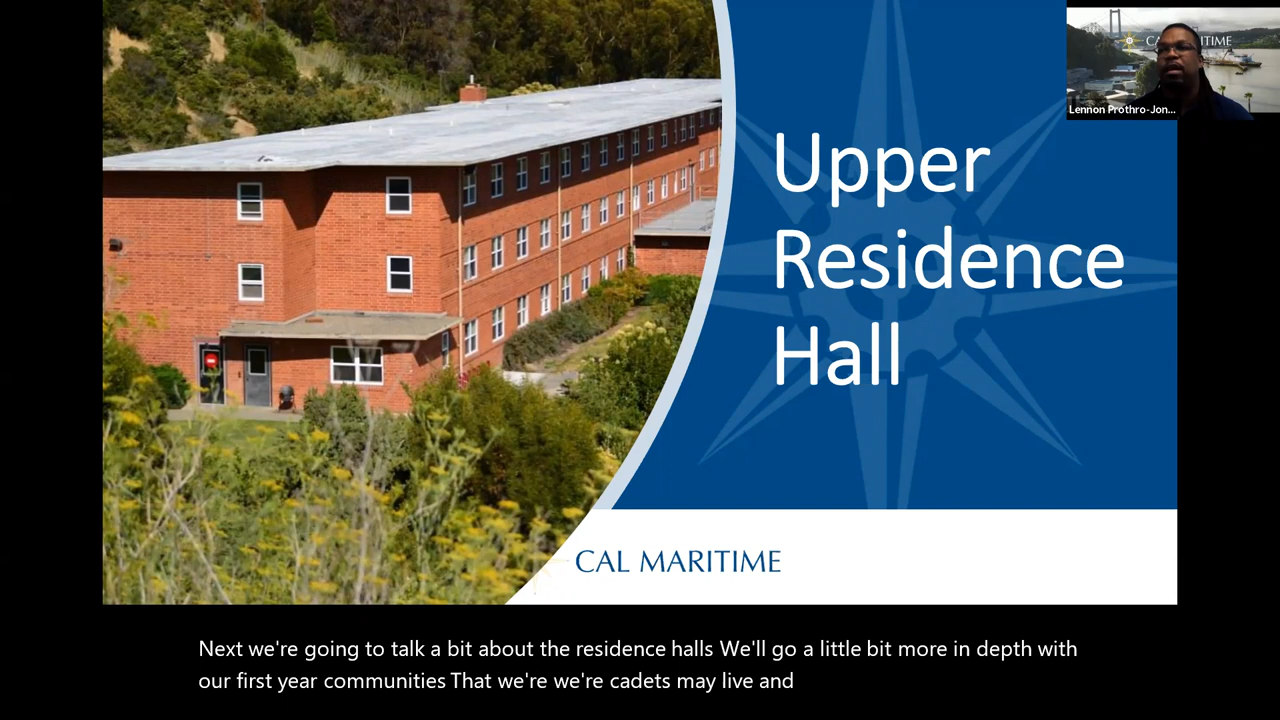 CAL MARITIME
Lennon Prothro-Jon...
Upper
Residence
Hall
CAL MARITIME
Next we're going to talk a bit about the residence halls We'll go a little bit more in depth with
our first year communities That we're we're cadets may live and